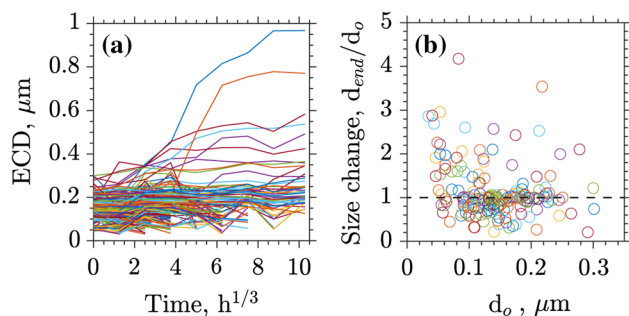 (a)
ECD, μm
1
0.8
0.6
0.4
0.2
0
0 2 4 6 8 10
Time, h^{1/3}
(b)
Size change, d_{end}/d_o
5
4
3
2
1
0
0 0.1 0.2 0.3
d_o , μm